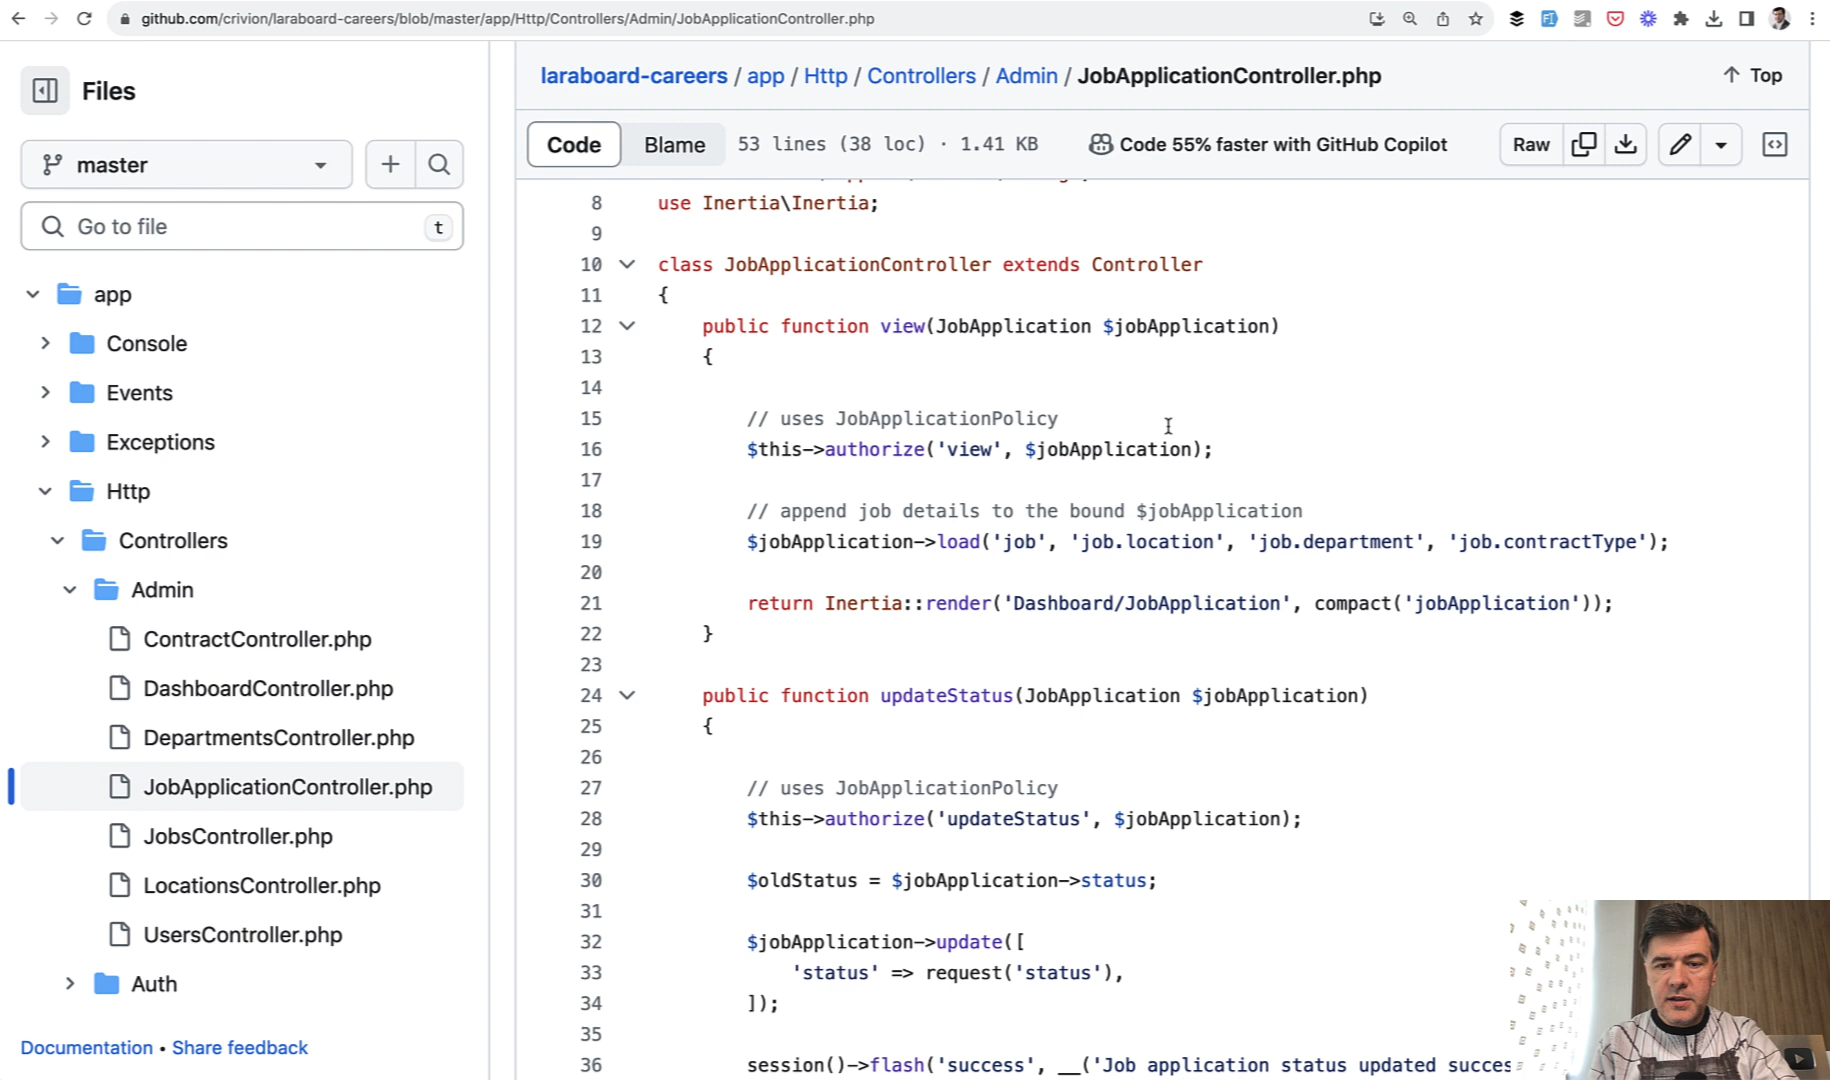 github.com/crivion/laraboard-careers/blob/master/app/Http/Controllers/Admin/JobApplicationController.php
Files
master
Go to file
t
app
Console
Events
Exceptions
Http
Controllers
Admin
ContractController.php
DashboardController.php
DepartmentsController.php
JobApplicationController.php
JobsController.php
LocationsController.php
UsersController.php
Auth
Documentation • Share feedback
laraboard-careers / app / Http / Controllers / Admin / JobApplicationController.php
Top
Code Blame 53 lines (38 loc) · 1.41 KB Code 55% faster with GitHub Copilot Raw
8 use Inertia\Inertia;
9
10 class JobApplicationController extends Controller
11 {
12 public function view(JobApplication $jobApplication)
13 {
14
15 // uses JobApplicationPolicy
16 $this->authorize('view', $jobApplication);
17
18 // append job details to the bound $jobApplication
19 $jobApplication->load('job', 'job.location', 'job.department', 'job.contractType');
20
21 return Inertia::render('Dashboard/JobApplication', compact('jobApplication'));
22 }
23
24 public function updateStatus(JobApplication $jobApplication)
25 {
26
27 // uses JobApplicationPolicy
28 $this->authorize('updateStatus', $jobApplication);
29
30 $oldStatus = $jobApplication->status;
31
32 $jobApplication->update([
33 'status' => request('status'),
34 ]);
35
36 session()->flash('success', __('Job application status updated succes